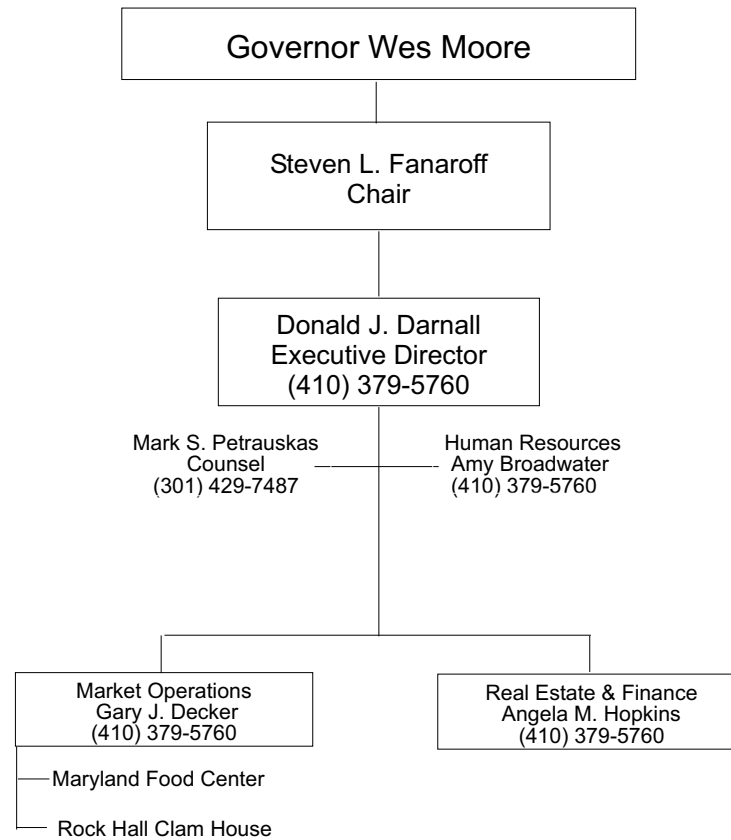 Governor Wes Moore
Steven L. Fanaroff
Chair
Donald J. Darnall
Executive Director
(410) 379-5760
Mark S. Petrauskas
Counsel
(301) 429-7487
Human Resources
Amy Broadwater
(410) 379-5760
Market Operations
Gary J. Decker
(410) 379-5760
Maryland Food Center
Rock Hall Clam House
Real Estate & Finance
Angela M. Hopkins
(410) 379-5760